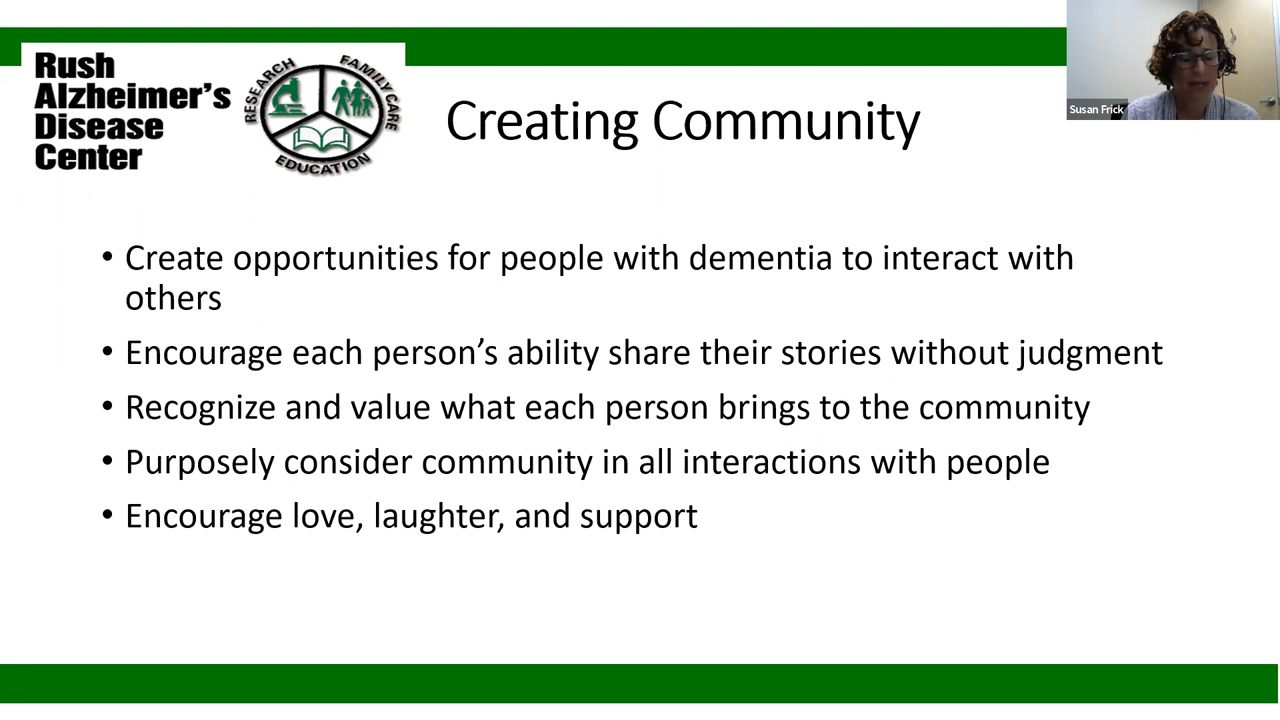 Rush
Alzheimer's
Disease
Center
RESEARCH
FAMILY CARE
EDUCATION
Creating Community
Susan Frick
• Create opportunities for people with dementia to interact with
others
• Encourage each person’s ability share their stories without judgment
• Recognize and value what each person brings to the community
• Purposely consider community in all interactions with people
• Encourage love, laughter, and support